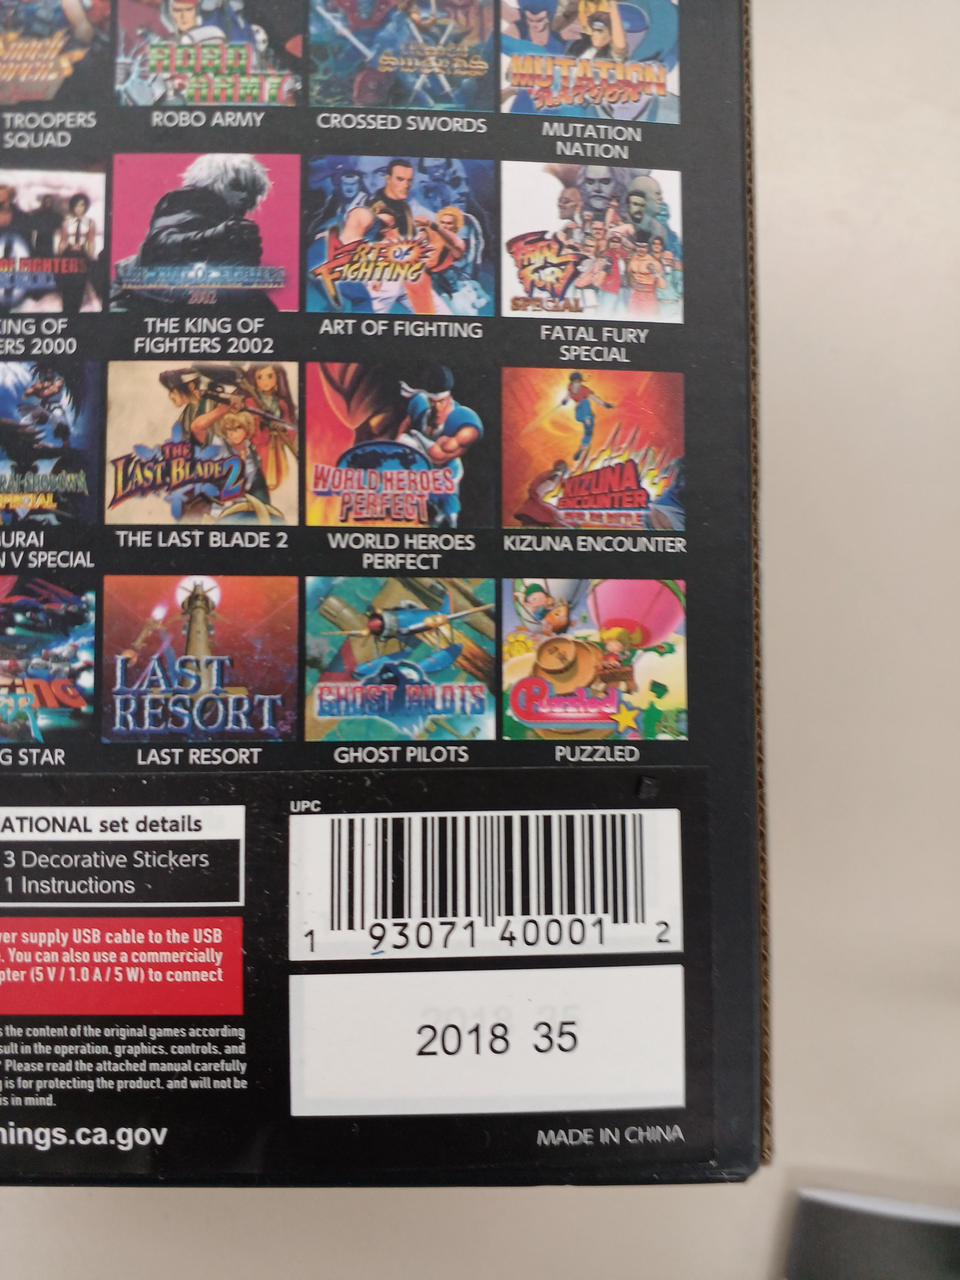 ROBO
ARMY
MUTATION
NATION
TROOPERS
SQUAD
ROBO ARMY
CROSSED SWORDS
MUTATION
NATION
OF FIGHTERS
THE KING OF FIGHTERS
2002
ART OF
FIGHTING
FATAL
FURY
SPECIAL
ING OF
ERS 2000
THE KING OF
FIGHTERS 2002
ART OF FIGHTING
FATAL FURY
SPECIAL
SPECIAL
THE
LAST BLADE 2
WORLD HEROES
PERFECT
KIZUNA
ENCOUNTER
URAI
N V SPECIAL
THE LAST BLADE 2
WORLD HEROES
PERFECT
KIZUNA ENCOUNTER
LAST
RESORT
GHOST PILOTS
Puzzled
G STAR
LAST RESORT
GHOST PILOTS
PUZZLED
ATIONAL set details
3 Decorative Stickers
1 Instructions
UPC
1 93071 40001 2
wer supply USB cable to the USB
. You can also use a commercially
pter (5 V / 1.0 A / 5 W) to connect
2018 35
s the content of the original games according
sult in the operation, graphics, controls, and
* Please read the attached manual carefully
g is for protecting the product, and will not be
is in mind.
nings.ca.gov
MADE IN CHINA